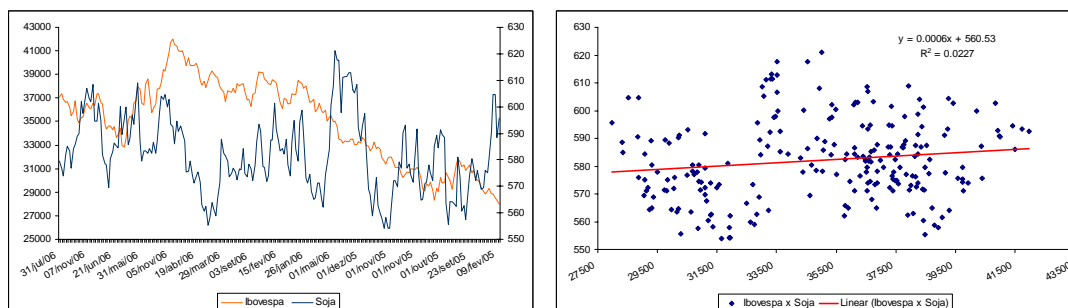 43000
41000
39000
37000
35000
33000
31000
29000
27000
25000
630
620
610
600
590
580
570
560
550
31/jul/06
07/nov/06
21/jun/06
31/mai/06
05/nov/06
19/abr/06
29/mar/06
03/set/06
15/fev/06
26/jan/06
01/mai/06
01/dez/05
01/nov/05
01/nov/05
01/out/05
23/set/05
09/fev/05
Ibovespa
Soja
630
620
610
600
590
580
570
560
550
y = 0.0006x + 560.53
R² = 0.0227
27500
29500
31500
33500
35500
37500
39500
41500
43500
Ibovespa x Soja
Linear (Ibovespa x Soja)